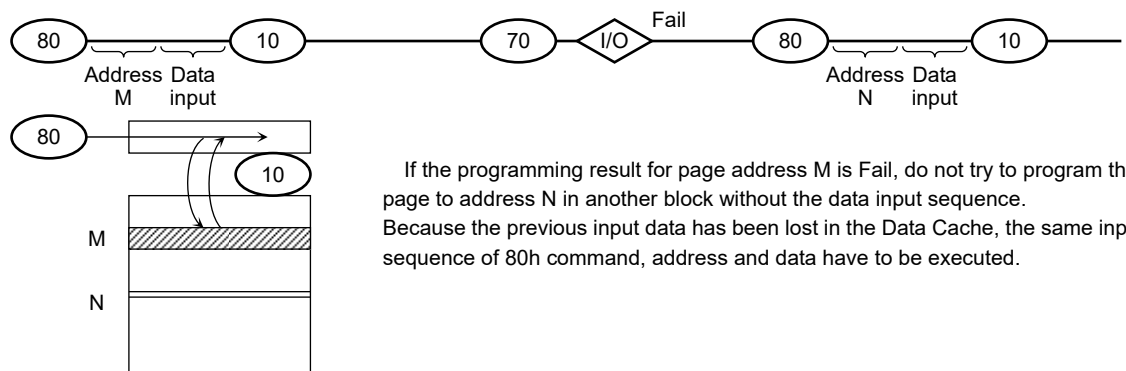 Fail
80 10 70 I/O 80 10
Address Data Address Data
M input N input
80
10
If the programming result for page address M is Fail, do not try to program th
page to address N in another block without the data input sequence.
M
Because the previous input data has been lost in the Data Cache, the same inp
sequence of 80h command, address and data have to be executed.
N